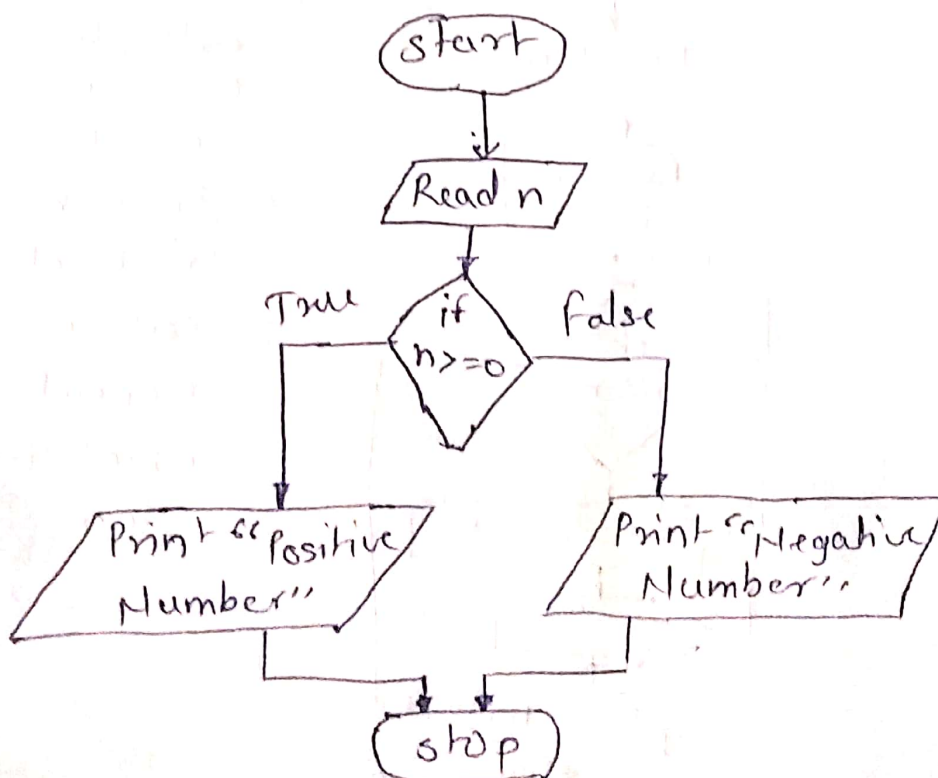 start
Read n
True
if
n>=0
False
Print "Positive
Number"
Print "Negative
Number"
stop